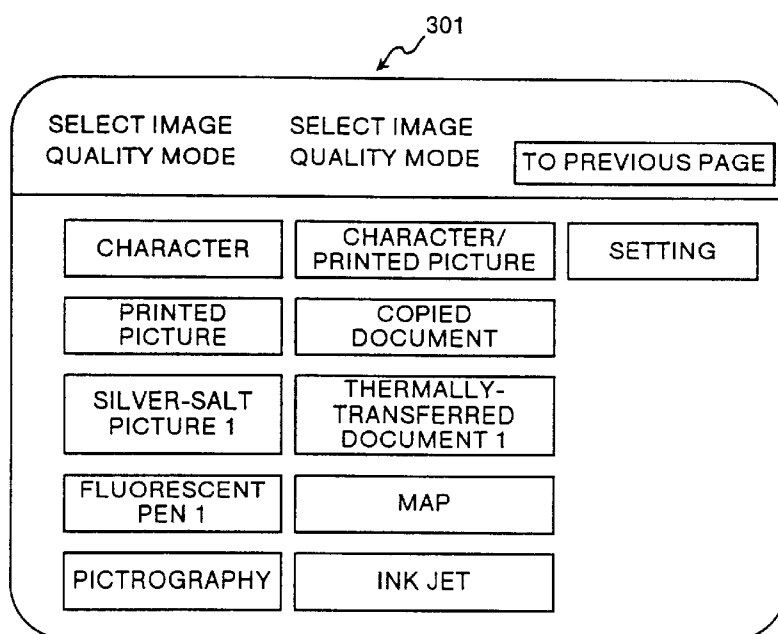 301
SELECT IMAGE
QUALITY MODE
SELECT IMAGE
QUALITY MODE
TO PREVIOUS PAGE
CHARACTER
CHARACTER/
PRINTED PICTURE
SETTING
PRINTED
PICTURE
COPIED
DOCUMENT
SILVER-SALT
PICTURE 1
THERMALLY-
TRANSFERRED
DOCUMENT 1
FLUORESCENT
PEN 1
MAP
PICTROGRAPHY
INK JET